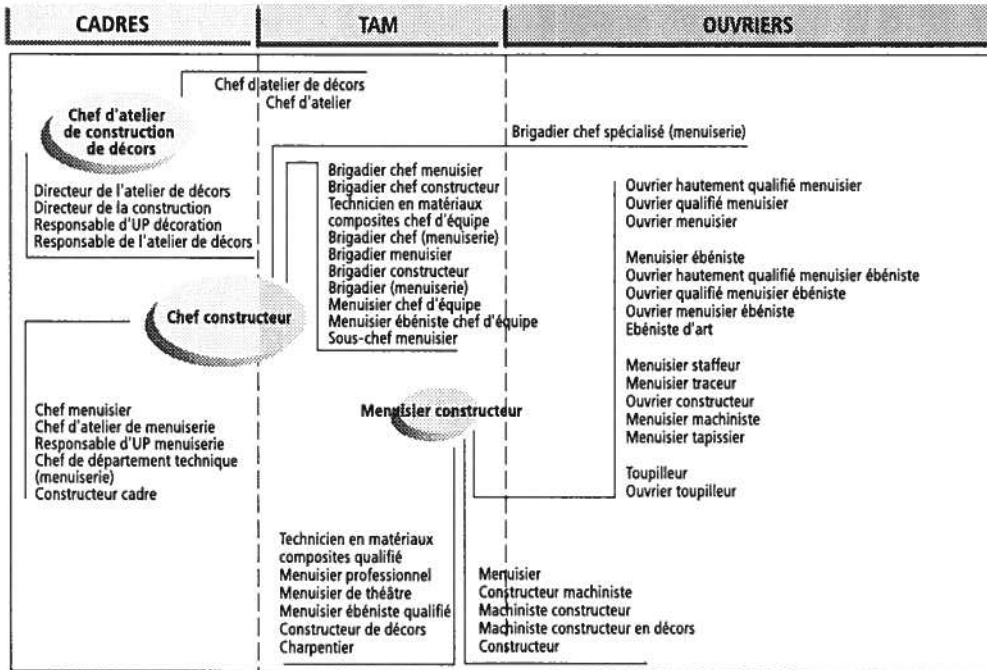 CADRES
TAM
OUVRIERS
Chef d'atelier de décors
Chef d'atelier
Chef d'atelier
de construction
de décors
Directeur de l'atelier de décors
Directeur de la construction
Responsable d'UP décoration
Responsable de l'atelier de décors
Brigadier chef spécialisé (menuiserie)
Brigadier chef menuisier
Brigadier chef constructeur
Technicien en matériaux
composites chef d'équipe
Brigadier chef (menuiserie)
Brigadier menuisier
Brigadier constructeur
Brigadier (menuiserie)
Menuisier chef d'équipe
Menuisier ébéniste chef d'équipe
Sous-chef menuisier
Chef constructeur
Chef menuisier
Chef d'atelier de menuiserie
Responsable d'UP menuiserie
Chef de département technique
(menuiserie)
Constructeur cadre
Menuisier constructeur
Ouvrier hautement qualifié menuisier
Ouvrier qualifié menuisier
Ouvrier menuisier
Menuisier ébéniste
Ouvrier hautement qualifié menuisier ébéniste
Ouvrier qualifié menuisier ébéniste
Ouvrier menuisier ébéniste
Ebéniste d'art
Menuisier staffeur
Menuisier traceur
Ouvrier constructeur
Menuisier machiniste
Menuisier tapissier
Toupilleur
Ouvrier toupilleur
Technicien en matériaux
composites qualifié
Menuisier professionnel
Menuisier de théâtre
Menuisier ébéniste qualifié
Constructeur de décors
Charpentier
Menuisier
Constructeur machiniste
Machiniste constructeur
Machiniste constructeur en décors
Constructeur